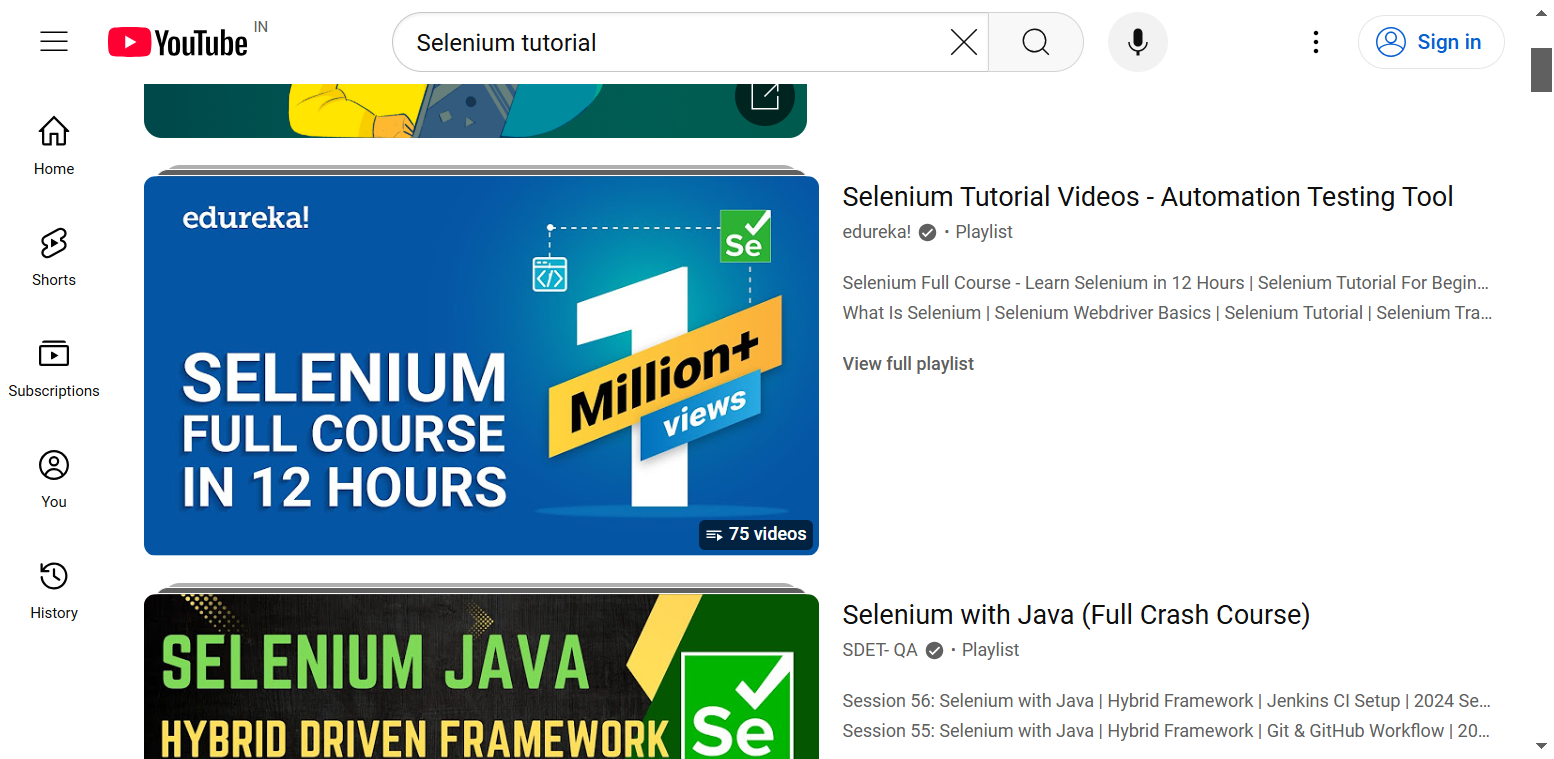 YouTube IN
Selenium tutorial
Sign in
Home
Shorts
Subscriptions
You
History
edureka!
Se
</>
1
Million+
views
SELENIUM
FULL COURSE
IN 12 HOURS
75 videos
Selenium Tutorial Videos - Automation Testing Tool
edureka! • Playlist
Selenium Full Course - Learn Selenium in 12 Hours | Selenium Tutorial For Begin...
What Is Selenium | Selenium Webdriver Basics | Selenium Tutorial | Selenium Tra...
View full playlist
SELENIUM JAVA
HYBRID DRIVEN FRAMEWORK
Se
Selenium with Java (Full Crash Course)
SDET- QA • Playlist
Session 56: Selenium with Java | Hybrid Framework | Jenkins CI Setup | 2024 Se...
Session 55: Selenium with Java | Hybrid Framework | Git & GitHub Workflow | 20...